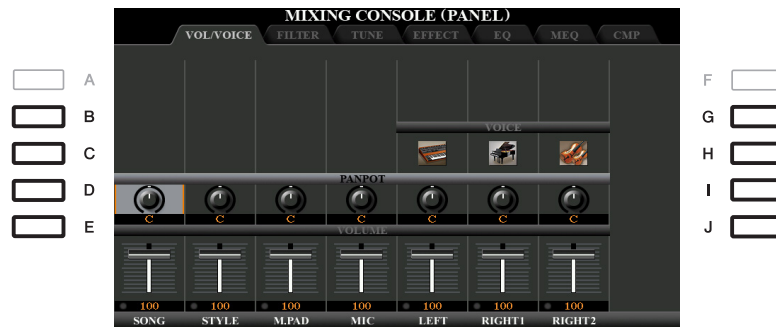 MIXING CONSOLE (PANEL)
VOL/VOICE FILTER TUNE EFFECT EQ MEQ CMP
A F
B G
VOICE
C H
PANPOT
D I
C C C C C C C
VOLUME
E J
100 100 100 100 100 100 100
SONG STYLE M.PAD MIC LEFT RIGHT1 RIGHT2